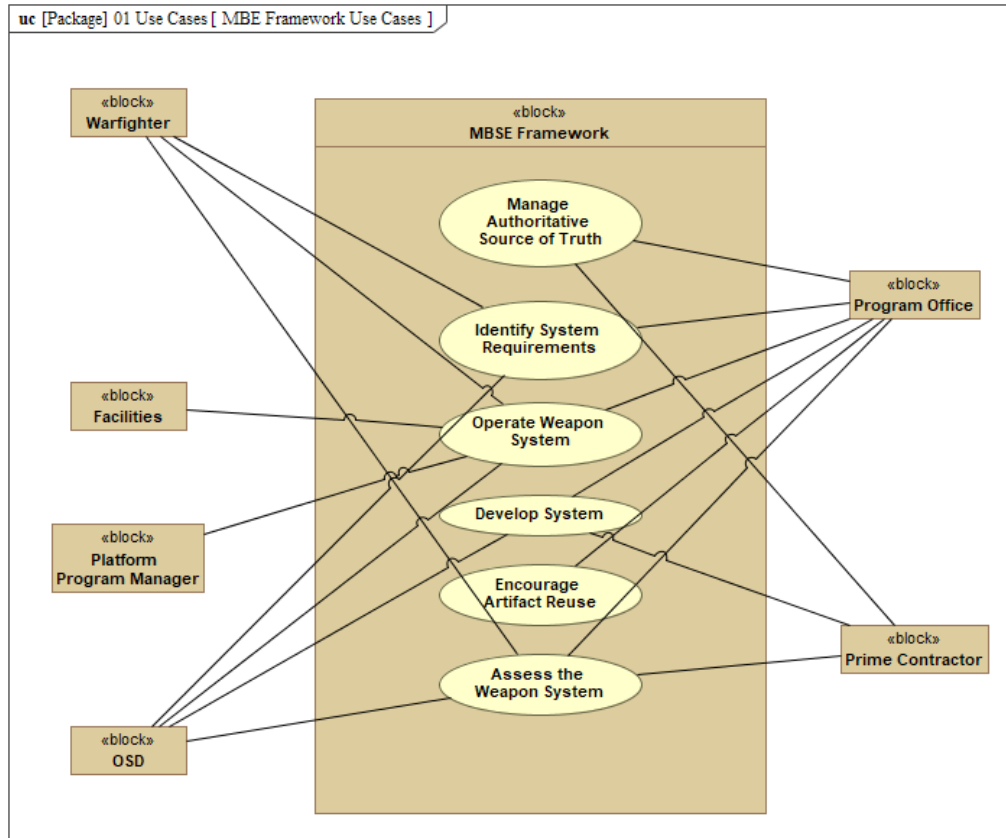 uc [Package] 01 Use Cases [ MBE Framework Use Cases ]
«block»
Warfighter
«block»
MBSE Framework
Manage
Authoritative
Source of Truth
«block»
Program Office
Identify System
Requirements
«block»
Facilities
Operate Weapon
System
Develop System
«block»
Platform
Program Manager
Encourage
Artifact Reuse
«block»
Prime Contractor
Assess the
Weapon System
«block»
OSD